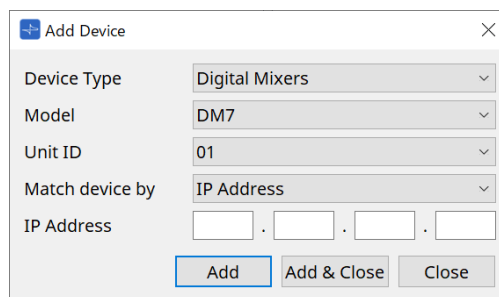 Add Device
Device Type Digital Mixers
Model DM7
Unit ID 01
Match device by IP Address
IP Address . . .
Add Add & Close Close